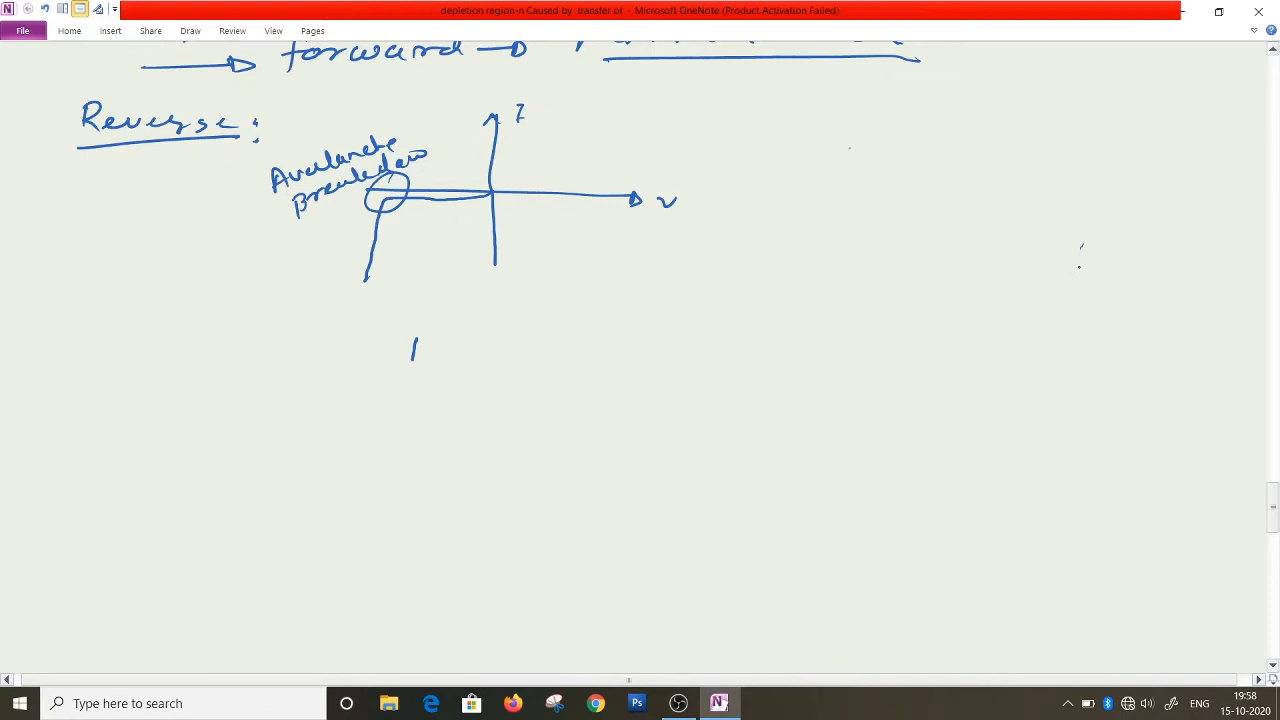 depletion region-n Caused by transfer of - Microsoft OneNote (Product Activation Failed)
File Home Insert Share Draw Review View Pages
forward
Reverse:
I
Avalanche
Breakdown
V
Type here to search
ENG
19:58
15-10-2020